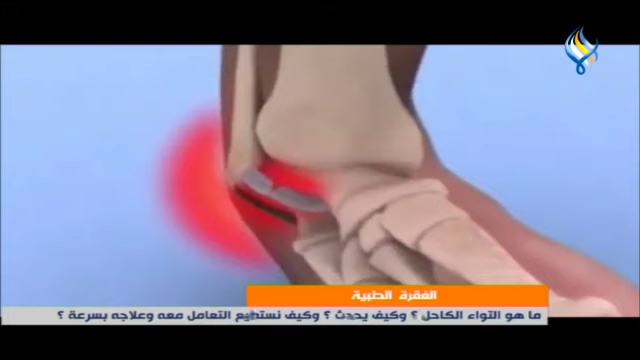 الفقرة الطبية
ما هو التواء الكاحل ؟ وكيف يحدث ؟ وكيف نستطيع التعامل معه وعلاجه بسرعة ؟